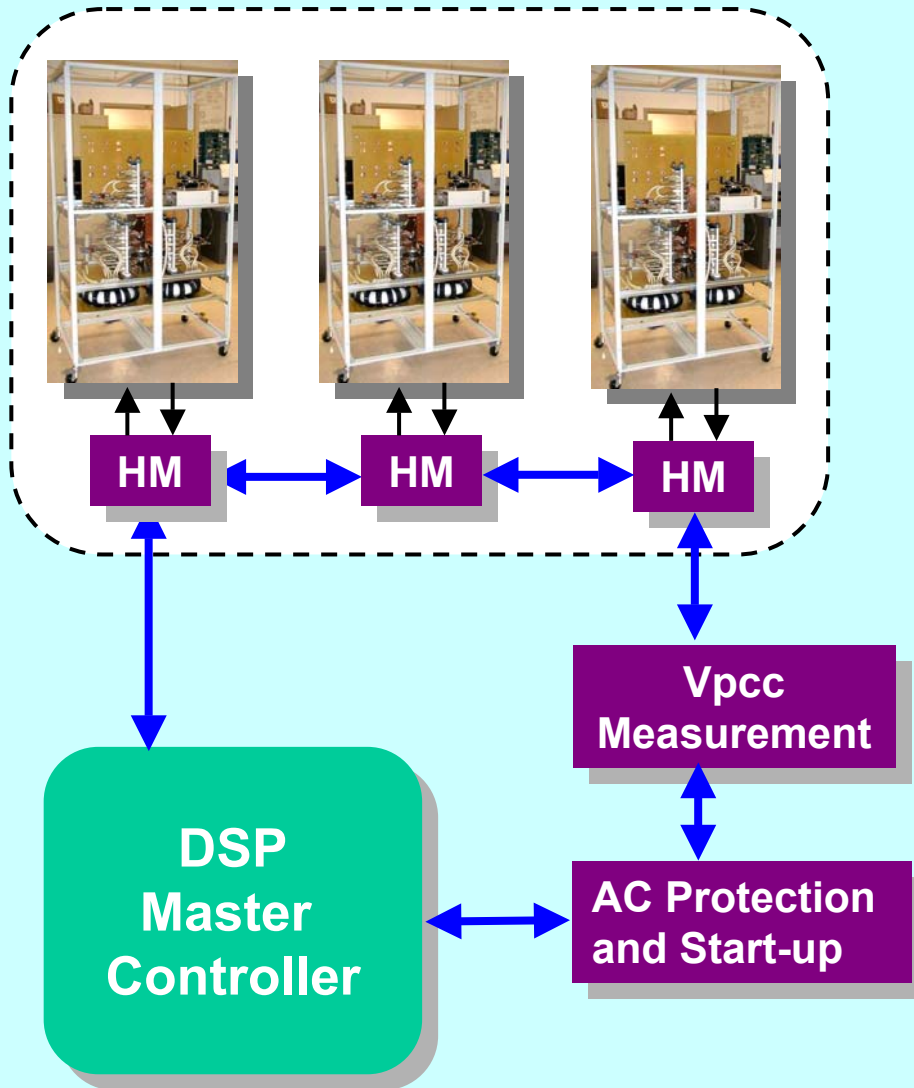 HM
HM
HM
Vpcc
Measurement
DSP
Master
Controller
AC Protection
and Start-up